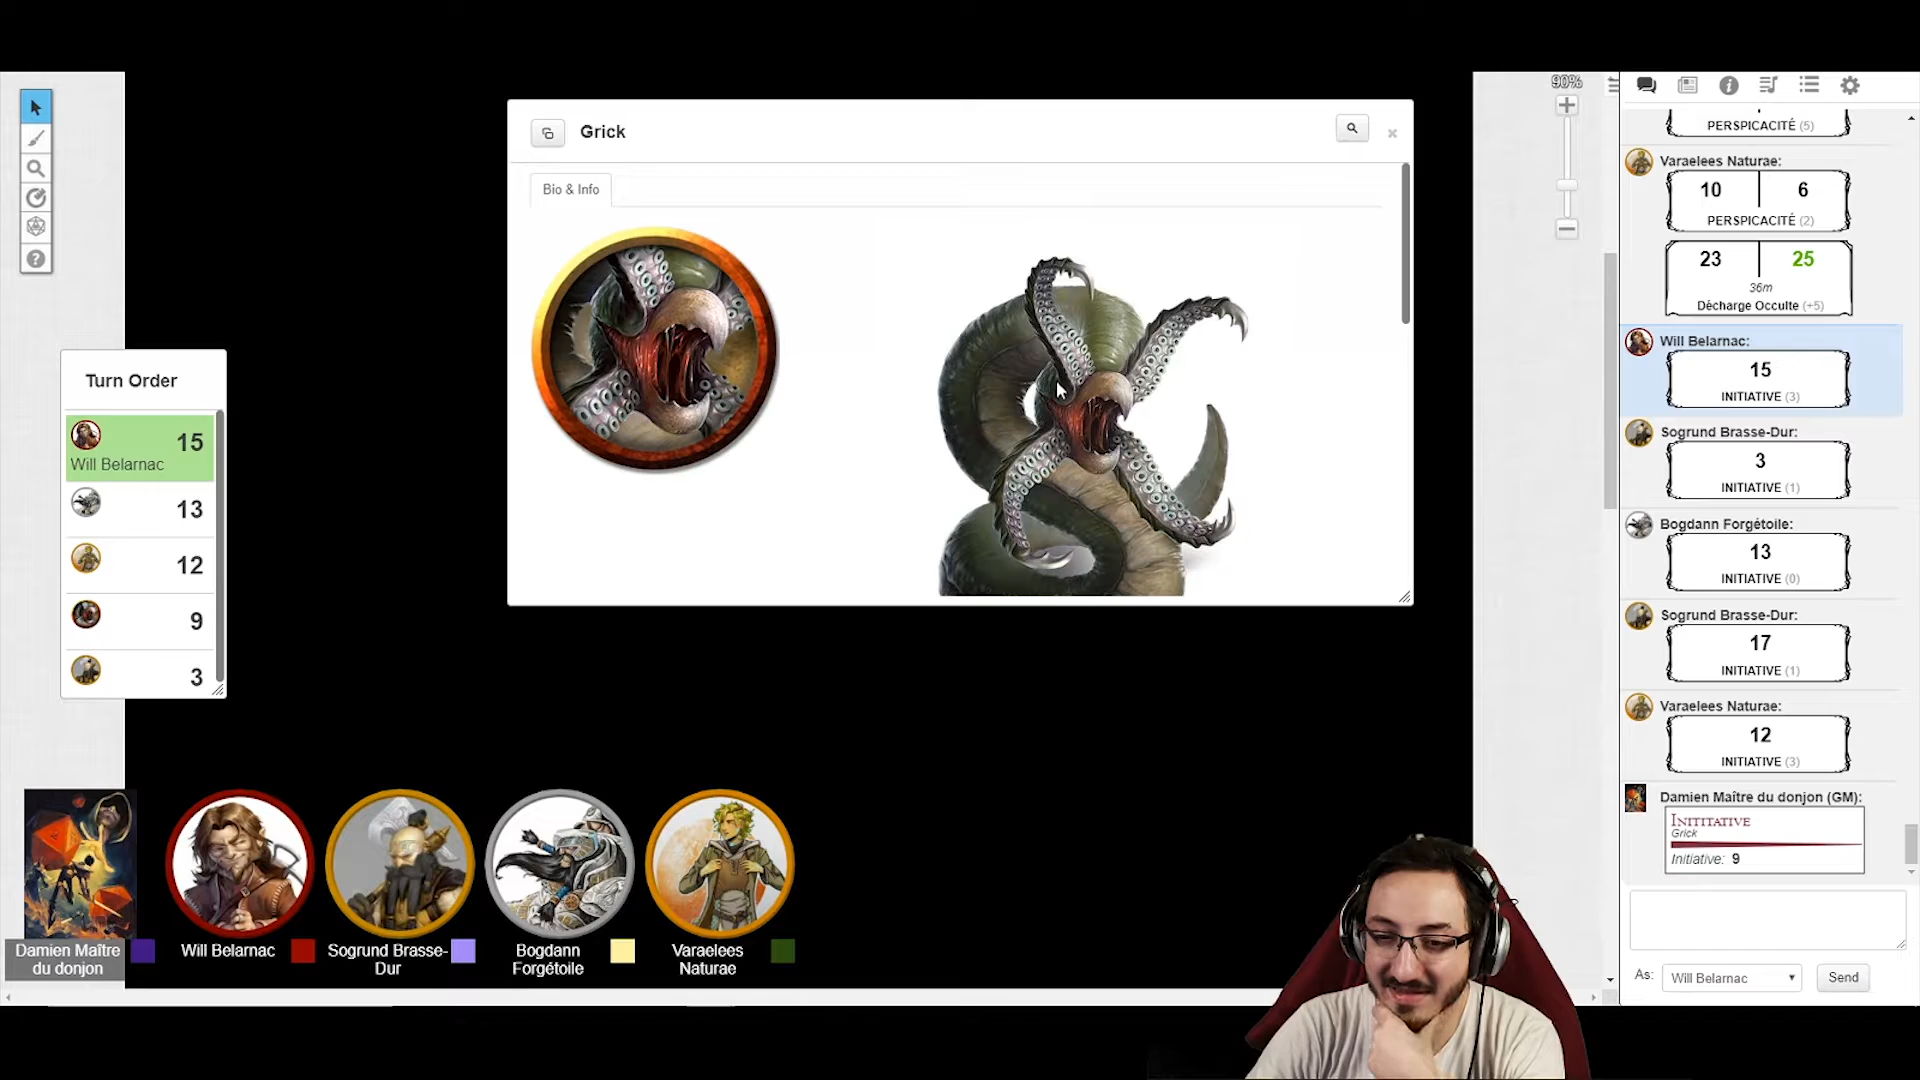 Grick
Bio & Info
Turn Order
15
Will Belarnac
13
12
9
3
90%
PERSPICACITÉ (5)
Varaelees Naturae:
10 6
PERSPICACITÉ (2)
23 25
36m
Décharge Occulte (+5)
Will Belarnac:
15
INITIATIVE (3)
Sogrund Brasse-Dur:
3
INITIATIVE (1)
Bogdann Forgétoile:
13
INITIATIVE (0)
Sogrund Brasse-Dur:
17
INITIATIVE (1)
Varaelees Naturae:
12
INITIATIVE (3)
Damien Maître du donjon (GM):
INITITATIVE
Grick
Initiative: 9
As: Will Belarnac Send
Damien Maître
du donjon
Will Belarnac
Sogrund Brasse-
Dur
Bogdann
Forgétoile
Varaelees
Naturae